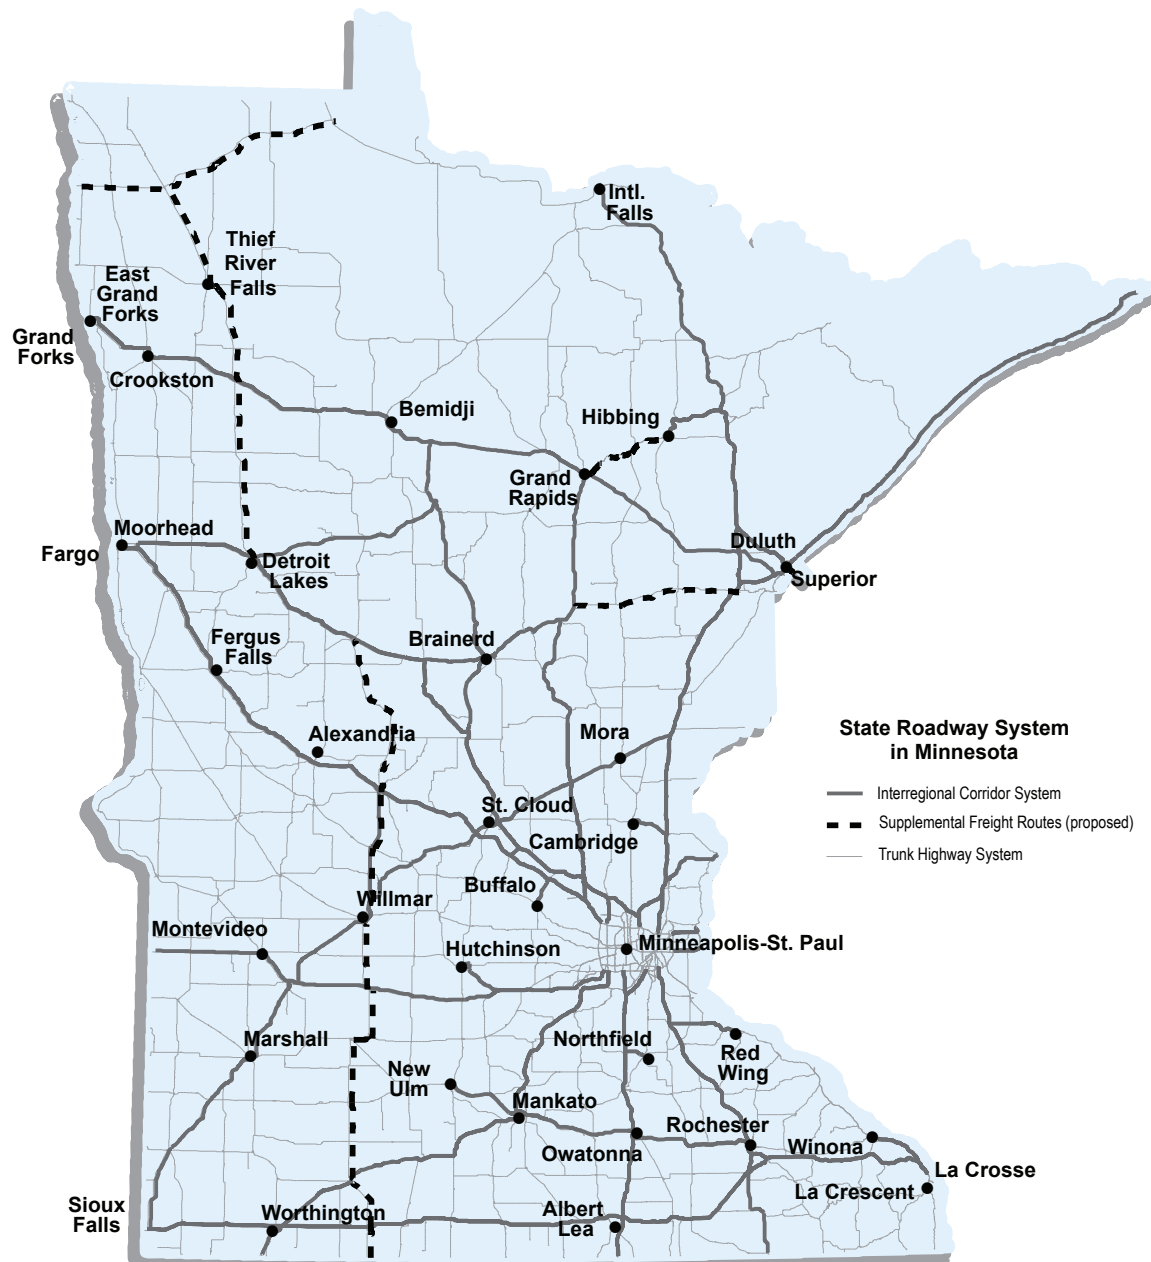 Intl.
Falls
Thief
River
Falls
East
Grand
Forks
Grand
Forks
Crookston
Bemidji
Hibbing
Grand
Rapids
Moorhead
Fargo
Detroit
Lakes
Duluth
Superior
Fergus
Falls
Brainerd
Alexandria
Mora
State Roadway System
in Minnesota
Interregional Corridor System
Supplemental Freight Routes (proposed)
Trunk Highway System
St. Cloud
Cambridge
Buffalo
Willmar
Montevideo
Hutchinson
Minneapolis-St. Paul
Marshall
Northfield
Red
Wing
New
Ulm
Mankato
Rochester
Owatonna
Winona
La Crosse
La Crescent
Sioux
Falls
Worthington
Albert
Lea